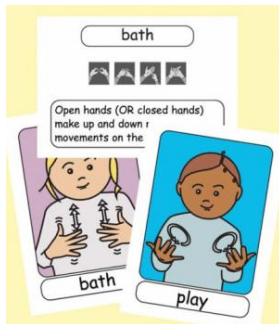 bath
Open hands (OR closed hands)
make up and down
movements on the
bath
play